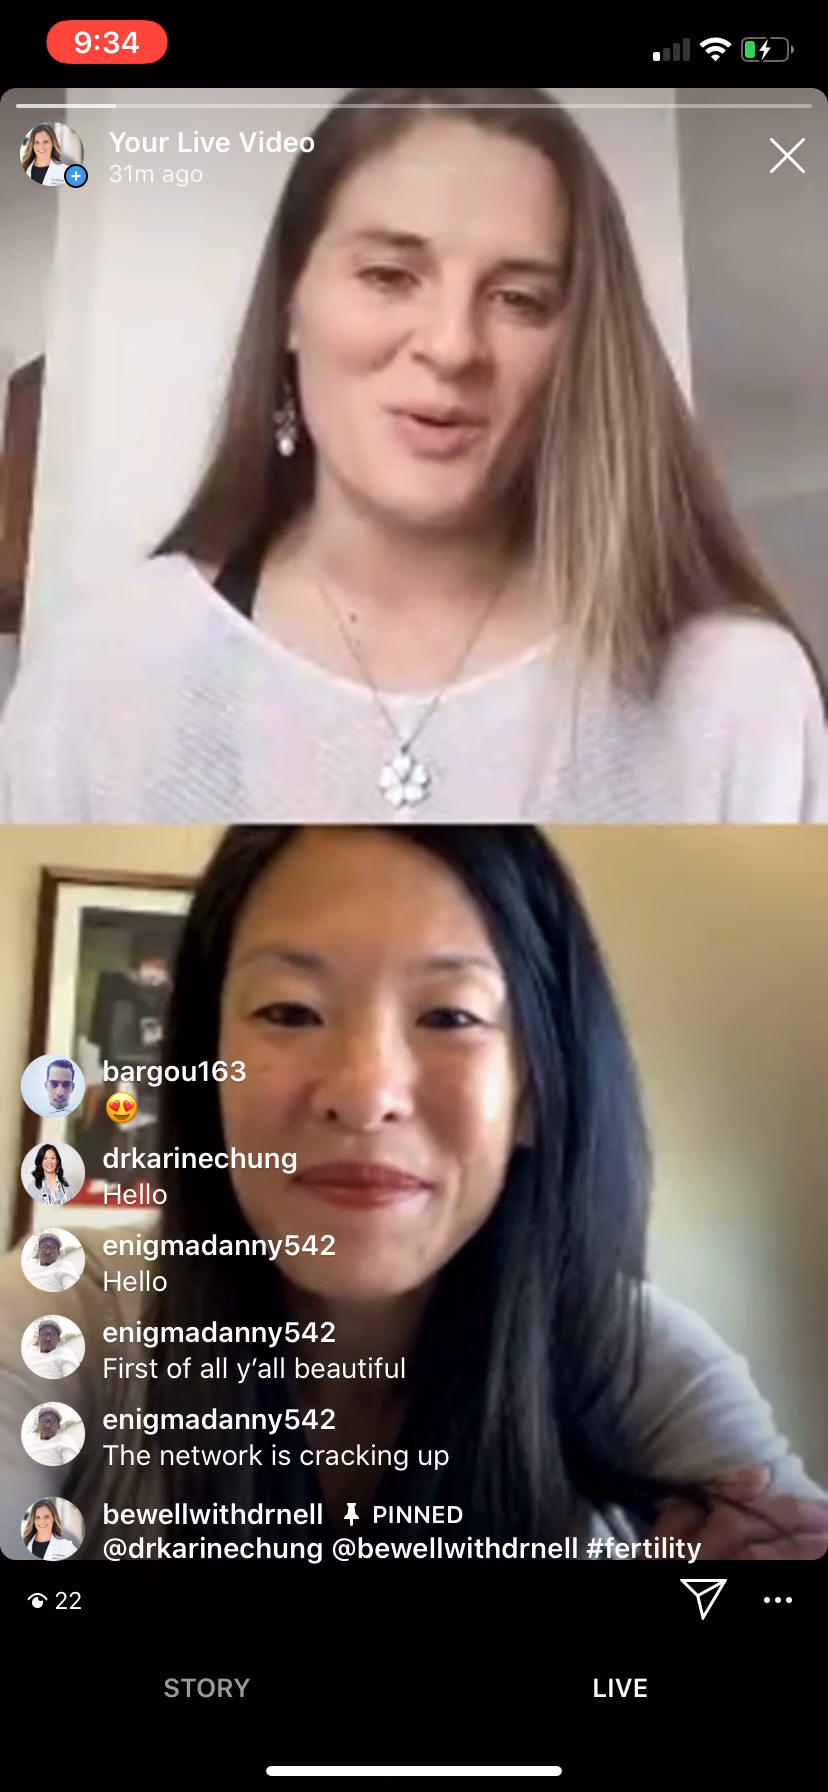 9:34
Your Live Video
31m ago
bargou163
😍
drkarinechung
Hello
enigmadanny542
Hello
enigmadanny542
First of all y'all beautiful
enigmadanny542
The network is cracking up
bewellwithdrnell PINNED
@drkarinechung @bewellwithdrnell #fertility
22
STORY LIVE